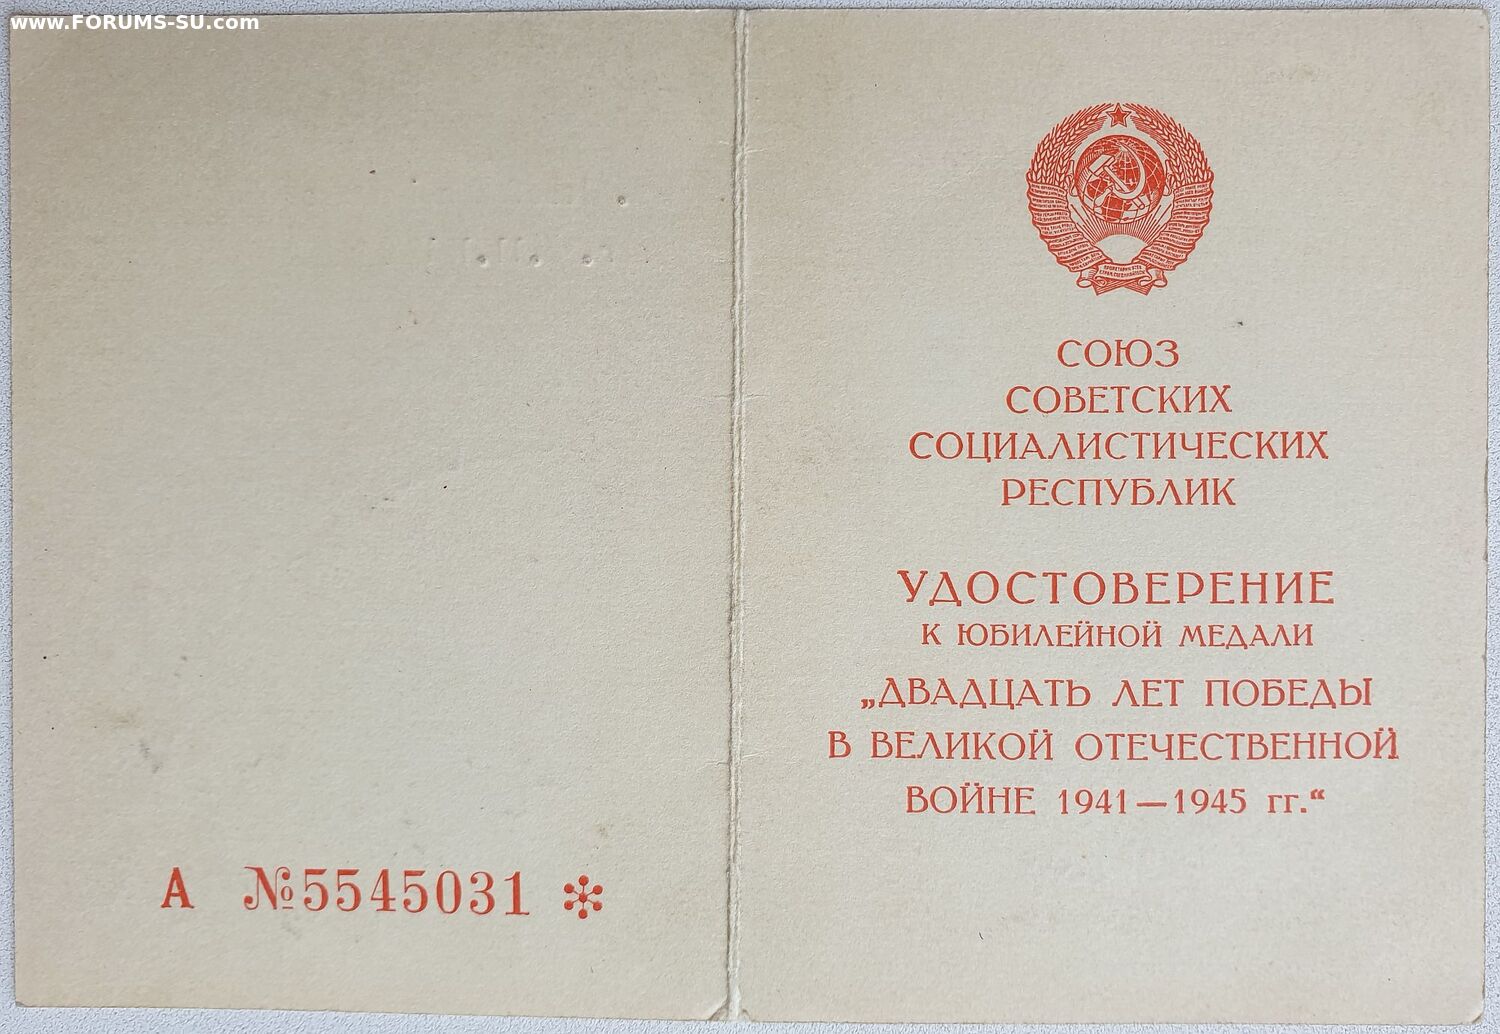 www.FORUMS-SU.com
А №5545031
СОЮЗ
СОВЕТСКИХ
СОЦИАЛИСТИЧЕСКИХ
РЕСПУБЛИК
УДОСТОВЕРЕНИЕ
К ЮБИЛЕЙНОЙ МЕДАЛИ
„ДВАДЦАТЬ ЛЕТ ПОБЕДЫ
В ВЕЛИКОЙ ОТЕЧЕСТВЕННОЙ
ВОЙНЕ 1941—1945 гг.“